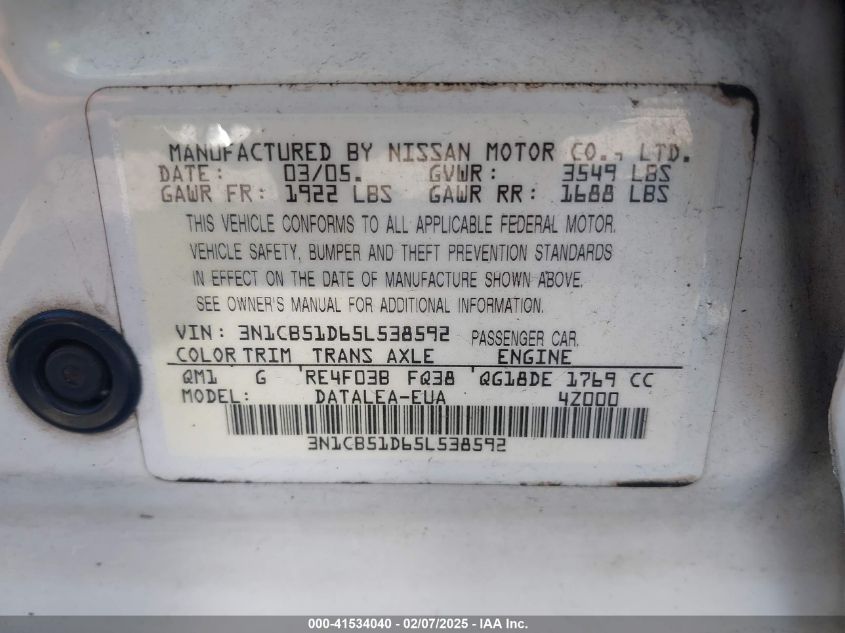 MANUFACTURED BY NISSAN MOTOR CO., LTD.
DATE: 03/05. GVWR: 3549 LBS
GAWR FR: 1922 LBS GAWR RR: 1688 LBS
THIS VEHICLE CONFORMS TO ALL APPLICABLE FEDERAL MOTOR.
VEHICLE SAFETY, BUMPER AND THEFT PREVENTION STANDARDS
IN EFFECT ON THE DATE OF MANUFACTURE SHOWN ABOVE.
SEE OWNER'S MANUAL FOR ADDITIONAL INFORMATION.
VIN: 3N1CB51D65L538592 PASSENGER CAR.
COLOR TRIM TRANS AXLE ENGINE
QM1 G RE4F03B FQ38 QG18DE 1769 CC
MODEL: DATALEA-EUA 4Z000
3N1CB51D65L538592
000-41534040 - 02/07/2025 - IAA Inc.